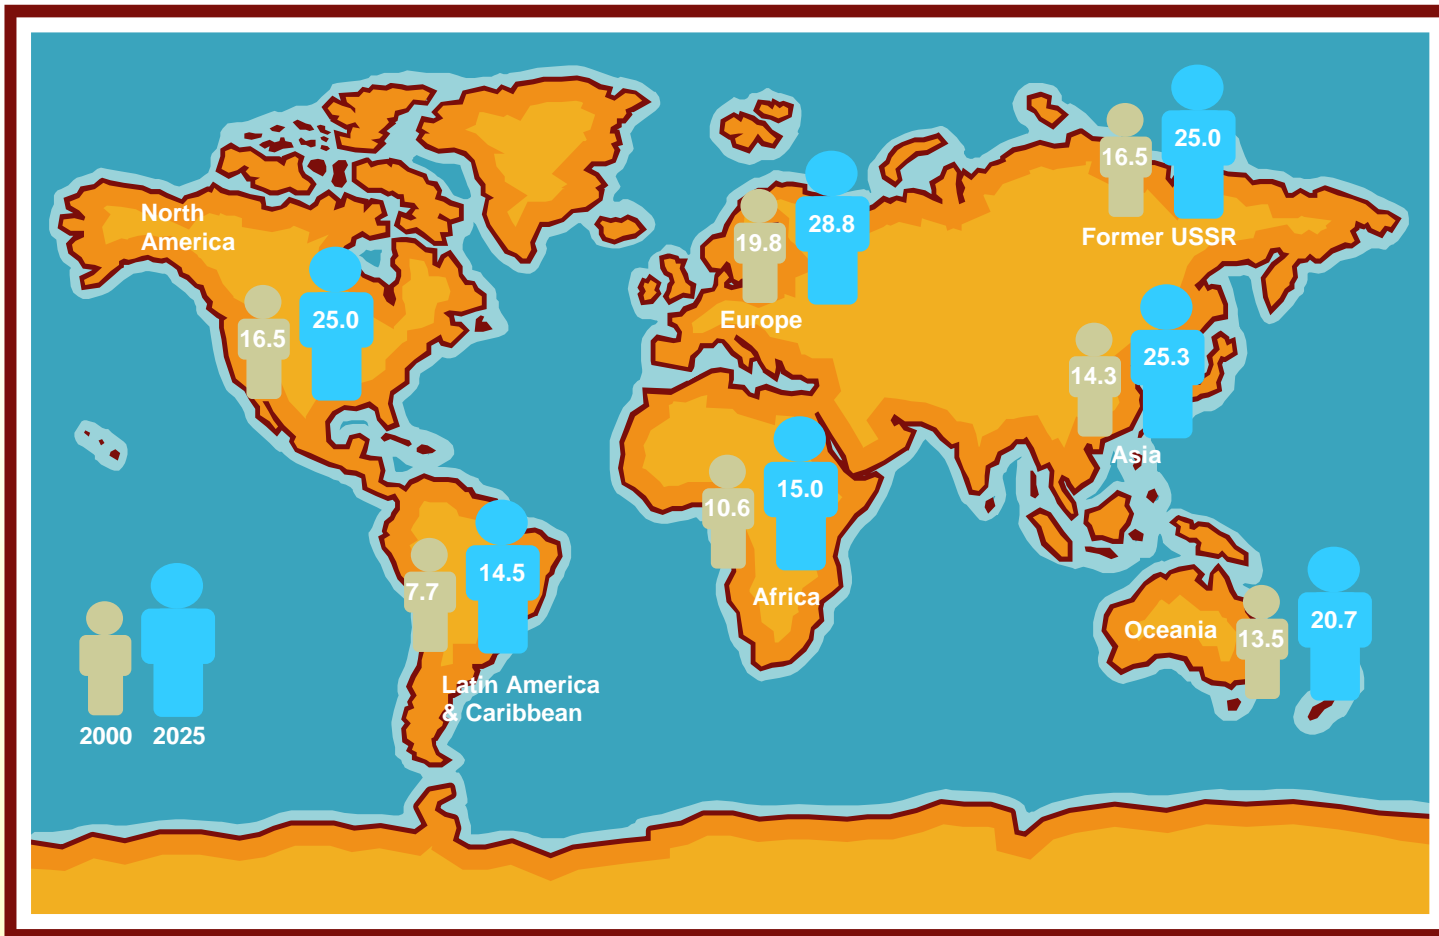 North
America
16.5
25.0
19.8
28.8
Europe
16.5
25.0
Former USSR
14.3
25.3
Asia
10.6
15.0
Africa
7.7
14.5
Latin America
& Caribbean
Oceania
13.5
20.7
2000
2025